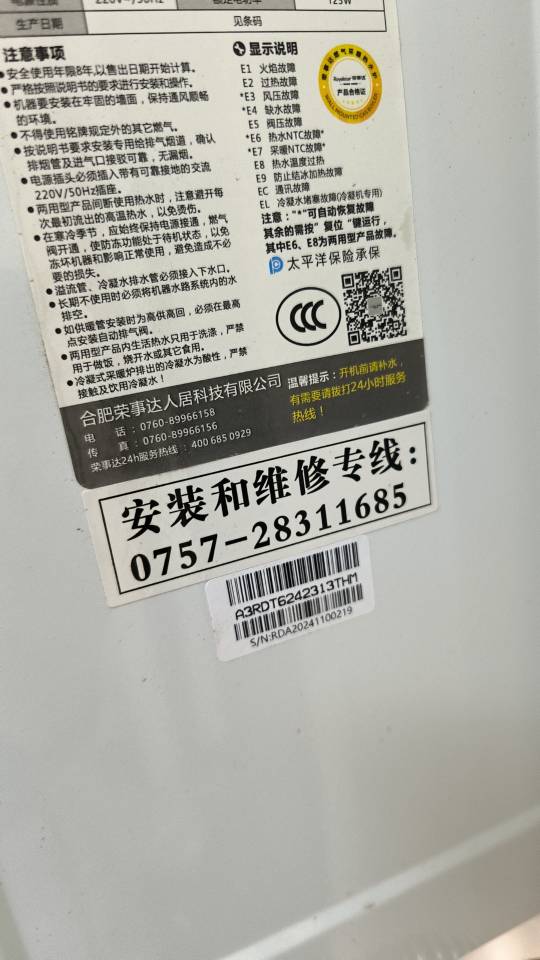 220V~/50Hz
125W
生产日期
见条码
注意事项
•安全使用年限8年,以售出日期开始计算。
•严格按照说明书的要求进行安装和操作。
•机器要安装在牢固的墙面,保持通风顺畅
的环境。
•不得使用铭牌规定外的其它燃气。
•按说明书要求安装专用给排气烟道,确认
排烟管及进气口接驳可靠,无漏烟。
•电源插头必须插入带有可靠接地的交流
220V/50Hz插座。
•两用型产品间断使用热水时,注意避开每
次最初流出的高温热水,以免烫伤。
•在寒冷季节,应始终保持电源接通,燃气
阀开通,使防冻功能处于待机状态,以免
冻坏机器和影响正常使用,避免造成不必
要的损失。
•溢流管、冷凝水排水管必须接入下水口。
•长期不使用必须将机器水路系统内的水
排空。
•如供暖管安装时为高供高回,必须在最高
点安装自动排气阀。
•两用型产品内生活热水只用于洗涤,严禁
用于做饭,烧开水或其它食用。
•冷凝式采暖炉排出的冷凝水为酸性,严禁
接触及饮用冷凝水!
显示说明
E1 火焰故障
E2 过热故障
*E3 风压故障
*E4 缺水故障
E5 阀压故障
*E6 热水NTC故障*
*E7 采暖NTC故障*
E8 热水温度过热
E9 防止结冰加热故障
EC 通讯故障
EL 冷凝水堵塞故障(冷凝机专用)
注意:"*"可自动恢复故障
其余的需按"复位"键运行,
其中E6、E8为两用型产品故障。
太平洋保险承保
Royalstar 荣事达
产品合格证
WALL MOUNTED
CCC
合肥荣事达人居科技有限公司
电 话:0760-89966158
传 真:0760-89966156
荣事达24h服务热线:400 685 0929
温馨提示:开机前请补水,
有需要请拨打24小时服务
热线!
安装和维修专线:
0757-28311685
A3RDT6242313THM
S/N:RDA20241100219